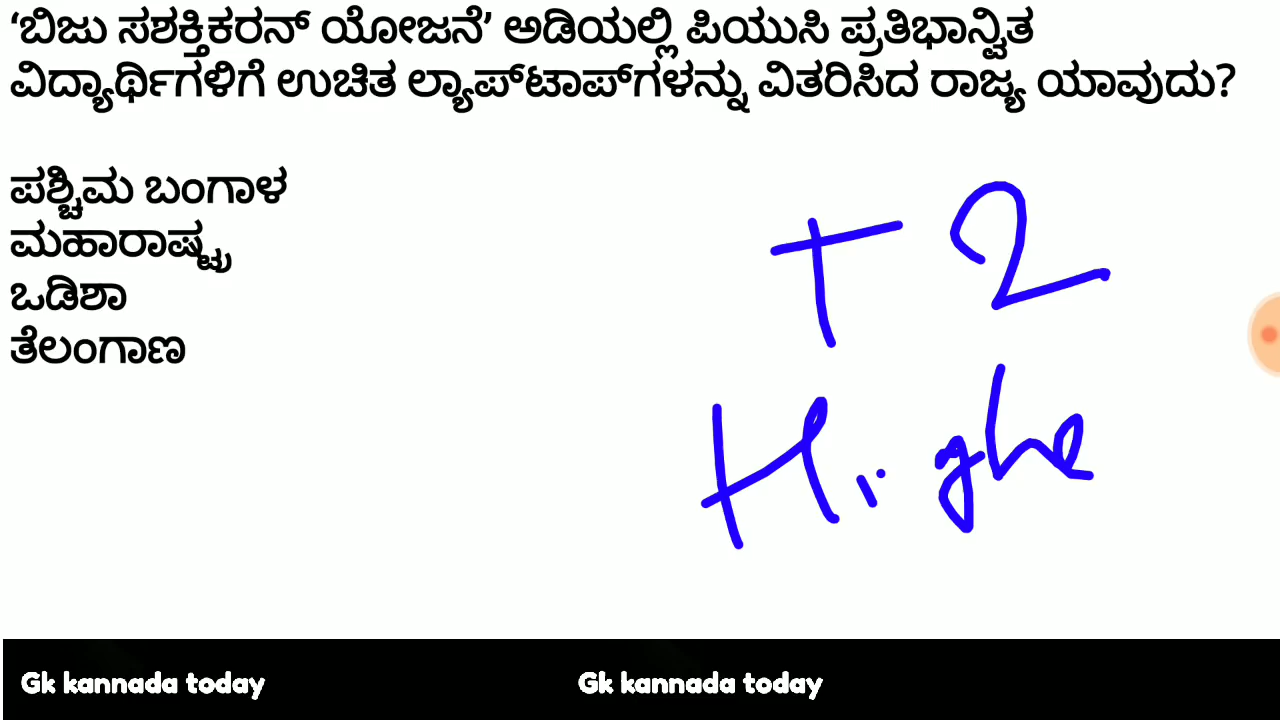 ‘ಬಿಜು ಸಶಕ್ತಿಕರನ್ ಯೋಜನೆ’ ಅಡಿಯಲ್ಲಿ ಪಿಯುಸಿ ಪ್ರತಿಭಾನ್ವಿತ
ವಿದ್ಯಾರ್ಥಿಗಳಿಗೆ ಉಚಿತ ಲ್ಯಾಪ್‌ಟಾಪ್‌ಗಳನ್ನು ವಿತರಿಸಿದ ರಾಜ್ಯ ಯಾವುದು?
ಪಶ್ಚಿಮ ಬಂಗಾಳ
ಮಹಾರಾಷ್ಟ್ರ
ಒಡಿಶಾ
ತೆಲಂಗಾಣ
+2
Highe
Gk kannada today
Gk kannada today